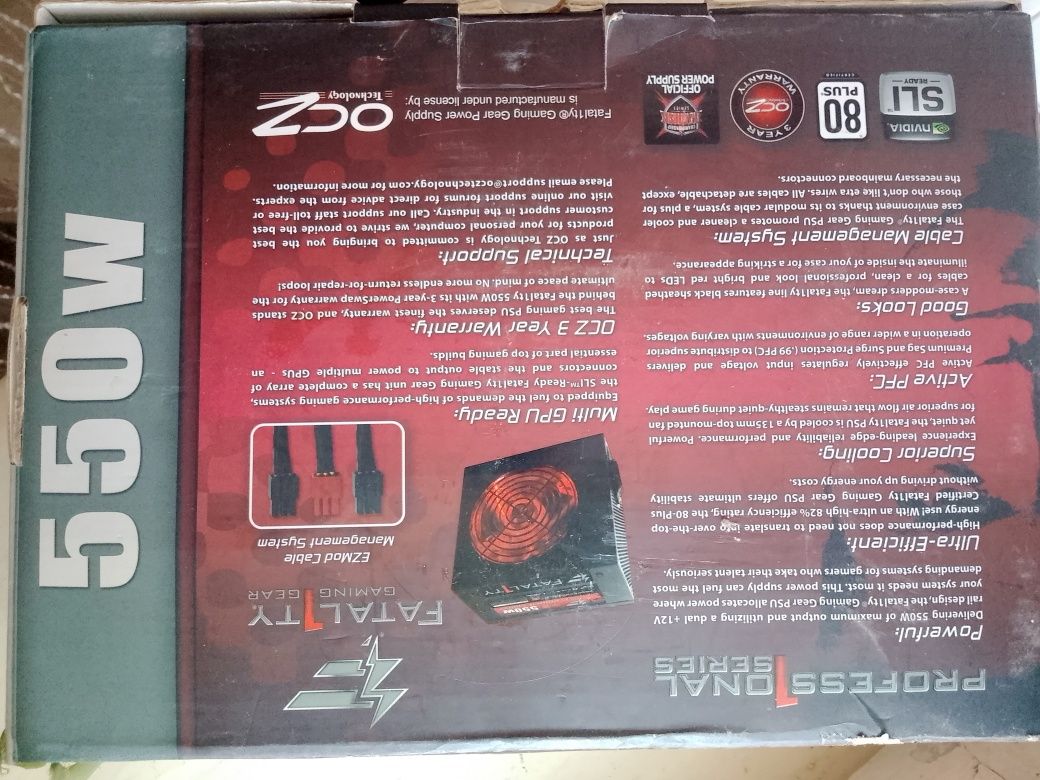 PROFESS1ONAL
SERIES
Powerful:
Delivering 550W of maximum output and utilizing a dual +12V
rail design, the Fatal1ty® Gaming Gear PSU allocates power where
your system needs it most. This power supply can fuel the most
demanding systems for gamers who take their talent seriously.
Ultra-Efficient:
High-performance does not need to translate into over-the-top
energy use! With an ultra-high 82% efficiency rating, the 80-Plus
Certified Fatal1ty Gaming Gear PSU offers ultimate stability
without driving up your energy costs.
Superior Cooling:
Experience leading-edge reliability and performance. Powerful
yet quiet, the Fatal1ty PSU is cooled by a 135mm top-mounted fan
for superior air flow that remains stealthy-quiet during game play.
Active PFC:
Active PFC effectively regulates input voltage and delivers
Premium Sag and Surge Protection (.99 PFC) to distribute superior
operation in a wider range of environments with varying voltages.
Good Looks:
A case-modders dream, the Fatal1ty line features black sheathed
cables for a clean, professional look and bright red LEDs to
illuminate the inside of your case for a striking appearance.
Cable Management System:
The Fatal1ty® Gaming Gear PSU promotes a cleaner and cooler
case environment thanks to its modular cable system, a plus for
those who don't like etra wires. All cables are detachable, except
the necessary mainboard connectors.
NVIDIA
SLI
READY
80
PLUS
CERTIFIED
3 YEAR
OCZ
WARRANTY
OFFICIAL
POWER SUPPLY
FATAL1TY
GAMING GEAR
550W
FATAL1TY
EZMod Cable
Management System
Multi GPU Ready:
Equipped to fuel the demands of high-performance gaming systems,
the SLI™-Ready Fatal1ty Gaming Gear unit has a complete array of
connectors and the stable output to power multiple GPUs - an
essential part of top gaming builds.
OCZ 3 Year Warranty:
The best gaming PSU deserves the finest warranty, and OCZ stands
behind the Fatal1ty 550W with its 3-year PowerSwap warranty for the
ultimate peace of mind. No more endless return-for-repair loops!
Technical Support:
Just as OCZ Technology is committed to bringing you the best
products for your personal computer, we strive to provide the best
customer support in the industry. Call our support staff toll-free or
visit our online support forums for direct advice from the experts.
Please email support@ocztechnology.com for more information.
Fatal1ty® Gaming Gear Power Supply
is manufactured under license by:
OCZ
Technology
550W